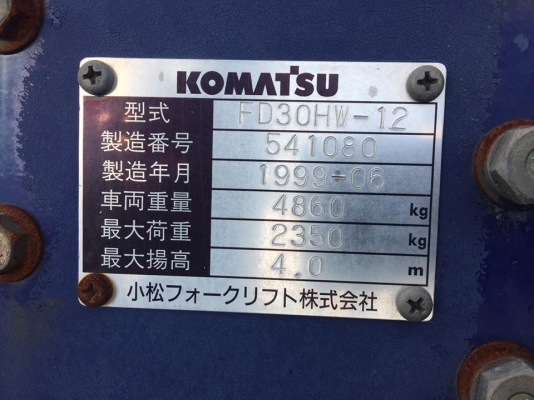 KOMATSU
型式 FD30HW-12
製造番号 541080
製造年月 1999-06
車両重量 4860 kg
最大荷重 2350 kg
最大揚高 4.0 m
小松フォークリフト株式会社